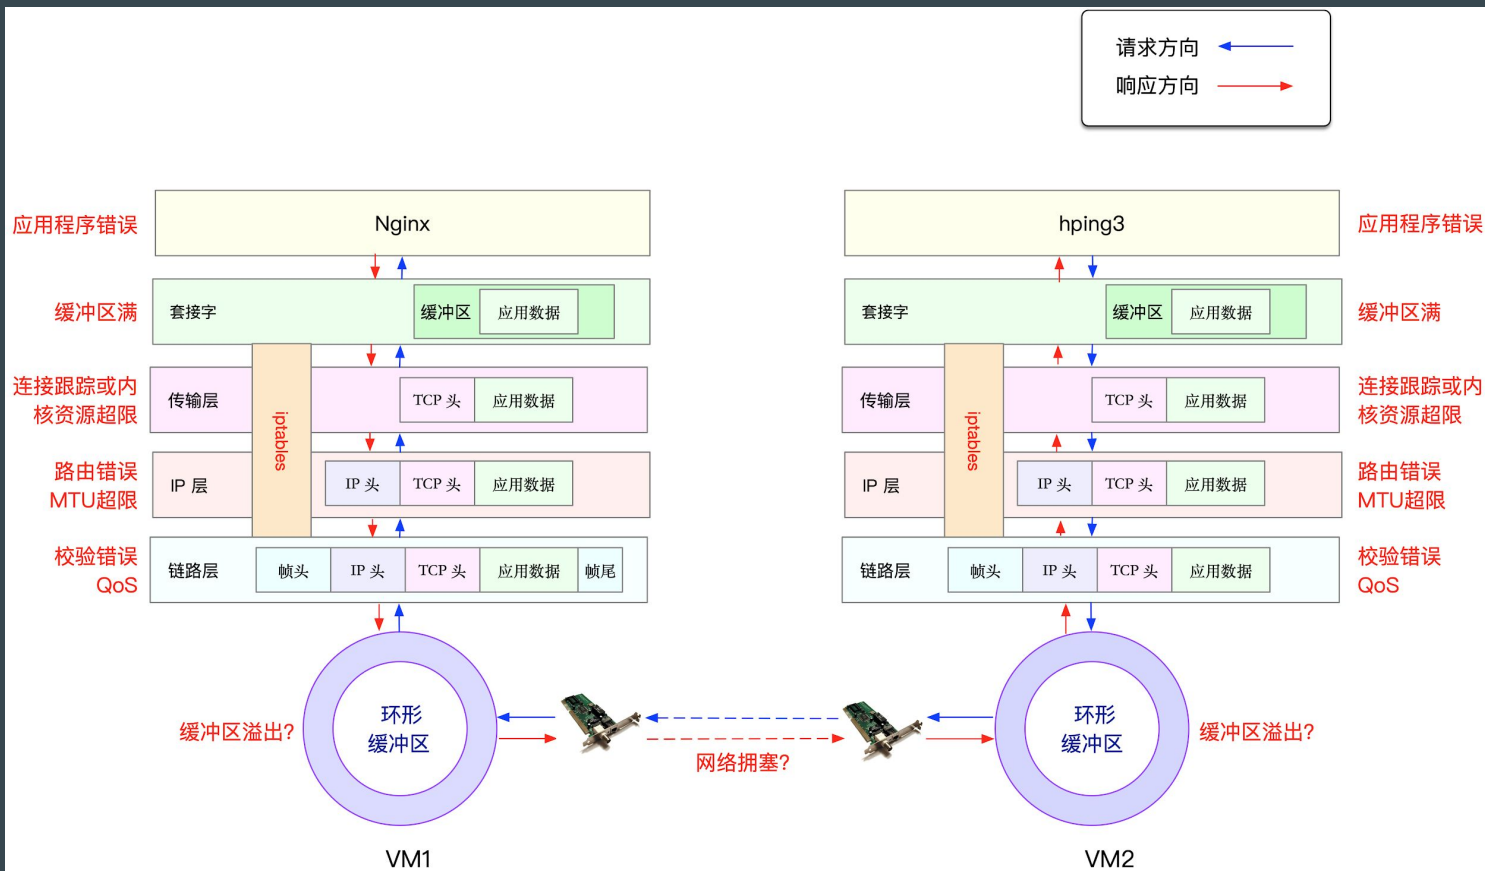 请求方向
响应方向
应用程序错误
Nginx
hping3
应用程序错误
缓冲区满
套接字
缓冲区
应用数据
套接字
缓冲区
应用数据
缓冲区满
连接跟踪或内
核资源超限
传输层
TCP 头
应用数据
传输层
TCP 头
应用数据
连接跟踪或内
核资源超限
iptables
iptables
路由错误
MTU超限
IP 层
IP 头
TCP 头
应用数据
IP 层
IP 头
TCP 头
应用数据
路由错误
MTU超限
校验错误
QoS
链路层
帧头
IP 头
TCP 头
应用数据
帧尾
链路层
帧头
IP 头
TCP 头
应用数据
校验错误
QoS
缓冲区溢出?
环形
缓冲区
网络拥塞?
环形
缓冲区
缓冲区溢出?
VM1
VM2